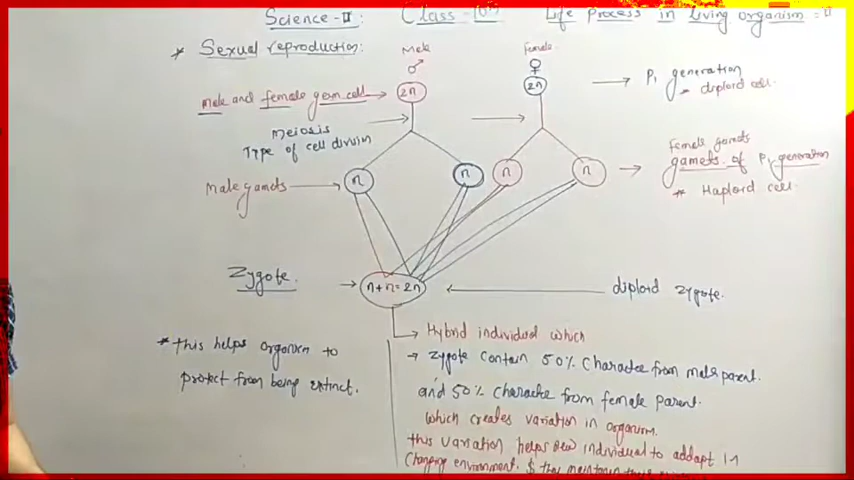 Science-II Class-10th Life Process in living organism = II
* Sexual reproduction:
Male
Female
♂
♀
2n
2n
→ P1 generation
* diploid cell.
Male and female germ cell
Meiosis
Type of cell division
Female gamets
gamets of P1 generation
* Haploid cell.
Male gamets
n
n
n
n
Zygote.
n+n=2n
diploid zygote.
→ Hybrid individual which
→ Zygote contain 50% character from male parent.
and 50% character from female parent.
which creates variation in organism.
this variation helps new individual to addapt in
changing environment. & they maintain
* this helps organism to
protect from being extinct.